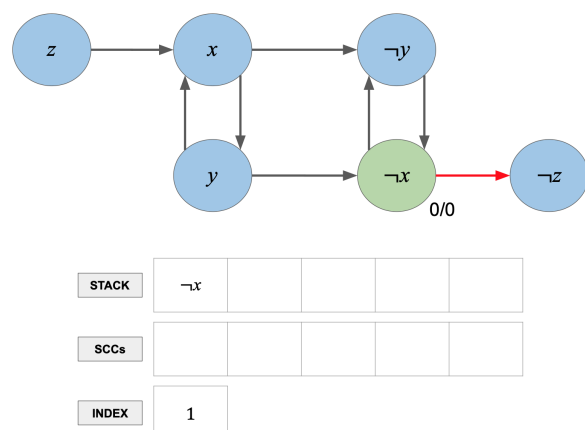 z x ¬y
y ¬x ¬z
0/0
STACK ¬x
SCCs
INDEX 1